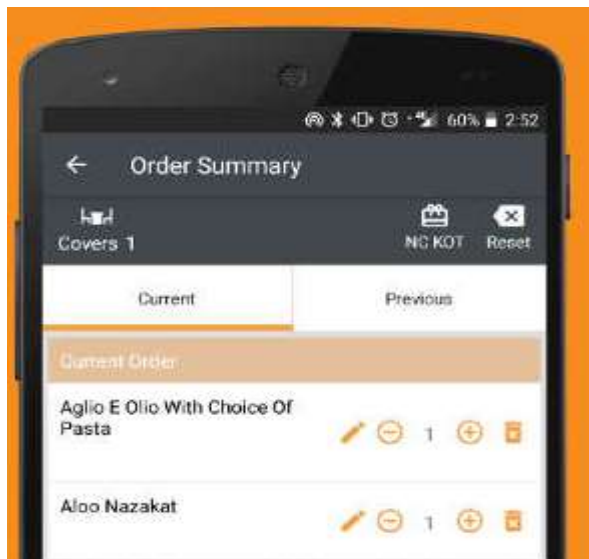 60% 2:52
Order Summary
Covers 1
NC KOT Reset
Current Previous
Current Order
Aglio E Olio With Choice Of
Pasta
1
Aloo Nazakat
1